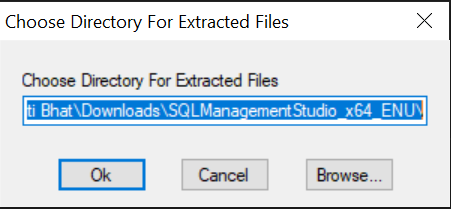 Choose Directory For Extracted Files
Choose Directory For Extracted Files
ti Bhat\Downloads\SQLManagementStudio_x64_ENU\
Ok
Cancel
Browse...